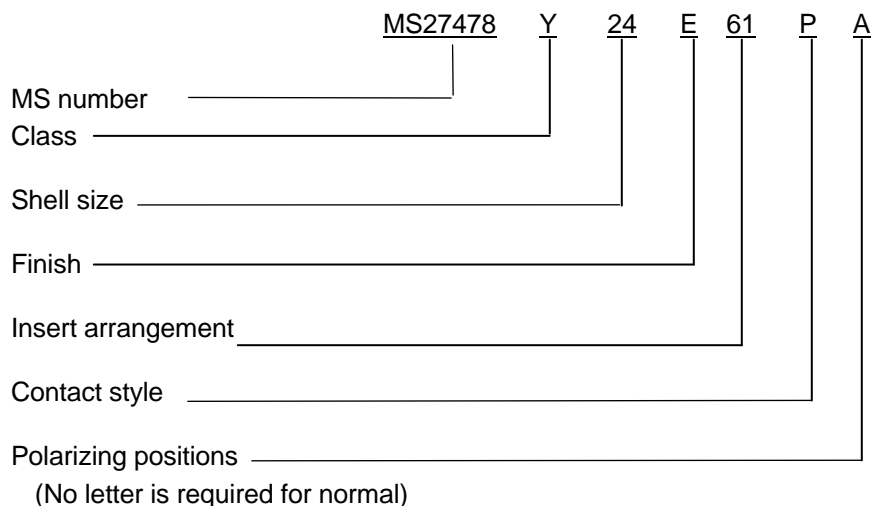 MS27478 Y 24 E 61 P A
MS number
Class
Shell size
Finish
Insert arrangement
Contact style
Polarizing positions
(No letter is required for normal)